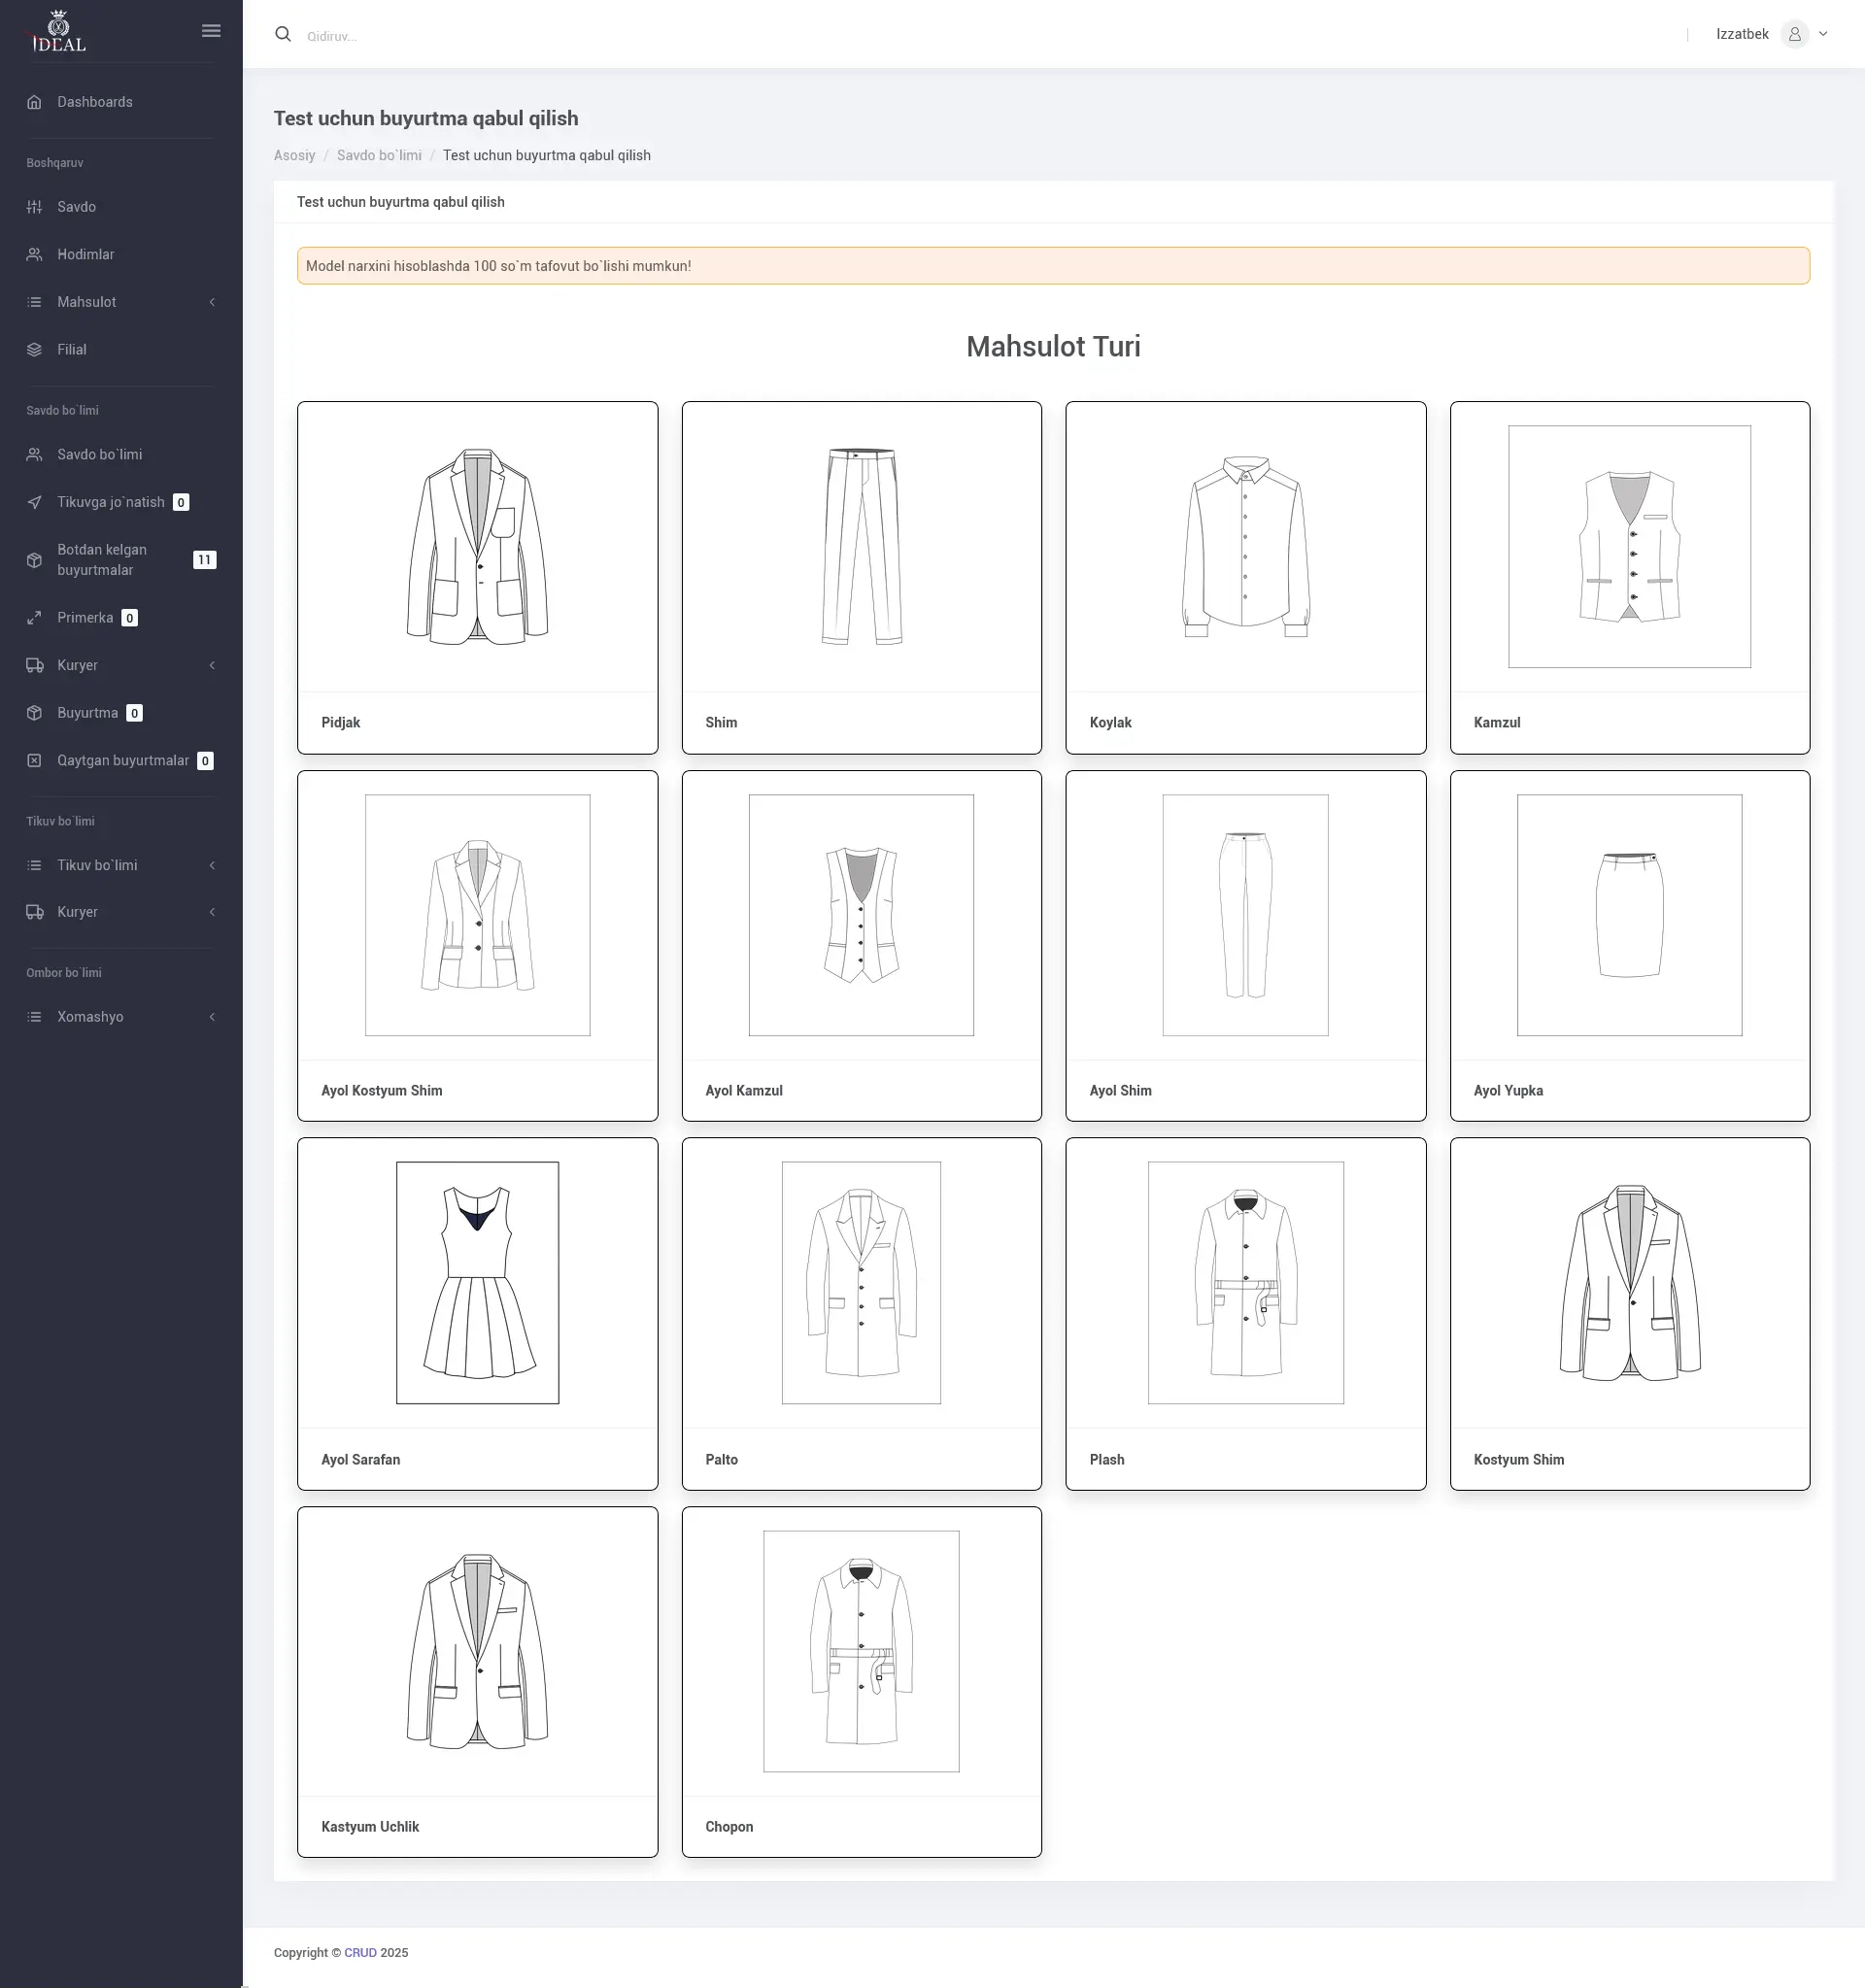 IDEAL
Dashboards
Boshqaruv
Savdo
Hodimlar
Mahsulot
Filial
Savdo bo`limi
Savdo bo`limi
Tikuvga jo`natish 0
Botdan kelgan
buyurtmalar 11
Primerka 0
Kuryer
Buyurtma 0
Qaytgan buyurtmalar 0
Tikuv bo`limi
Tikuv bo`limi
Kuryer
Ombor bo`limi
Xomashyo
Qidiruv...
Izzatbek
Test uchun buyurtma qabul qilish
Asosiy / Savdo bo`limi / Test uchun buyurtma qabul qilish
Test uchun buyurtma qabul qilish
Model narxini hisoblashda 100 so`m tafovut bo`lishi mumkun!
Mahsulot Turi
Pidjak
Shim
Koylak
Kamzul
Ayol Kostyum Shim
Ayol Kamzul
Ayol Shim
Ayol Yupka
Ayol Sarafan
Palto
Plash
Kostyum Shim
Kastyum Uchlik
Chopon
Copyright © CRUD 2025